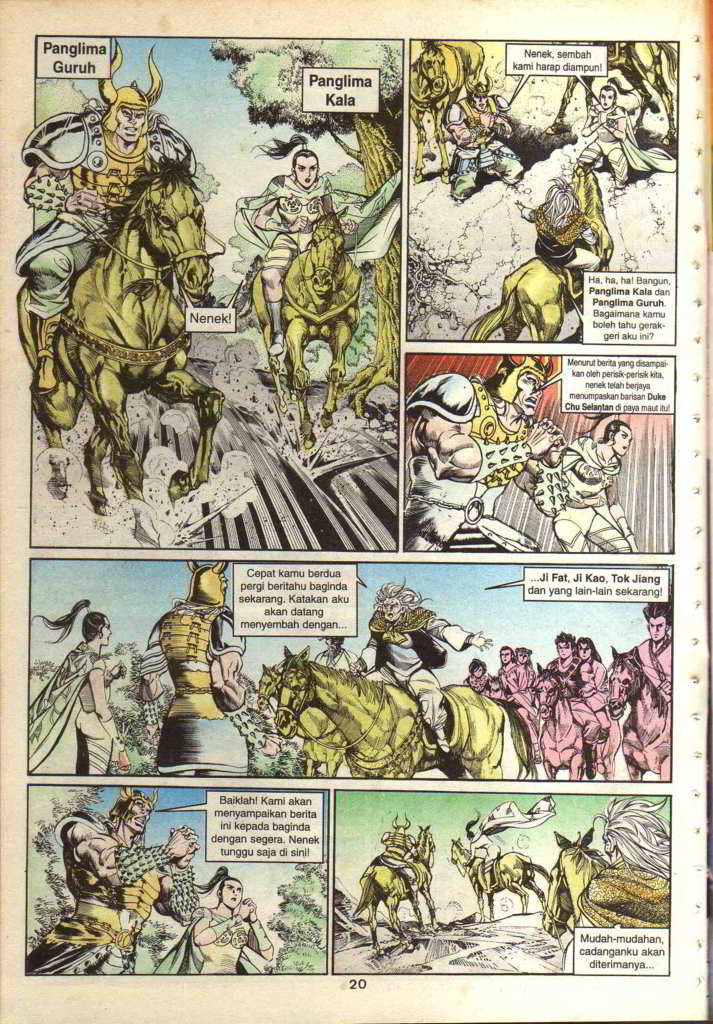 Panglima
Guruh
Panglima
Kala
Nenek!
Nenek, sembah
kami harap diampun!
Ha, ha, ha! Bangun,
Panglima Kala dan
Panglima Guruh.
Bagaimana kamu
boleh tahu gerak-
geri aku ini?
Menurut berita yang disampai-
kan oleh perisik-perisik kita,
nenek telah berjaya
menumpaskan barisan Duke
Chu Selantan di paya maut itu!
Cepat kamu berdua
pergi beritahu baginda
sekarang. Katakan aku
akan datang
menyembah dengan...
...Ji Fat, Ji Kao, Tok Jiang
dan yang lain-lain sekarang!
Baiklah! Kami akan
menyampaikan berita
ini kepada baginda
dengan segera. Nenek
tunggu saja di sini!
Mudah-mudahan,
cadanganku akan
diterimanya...
20